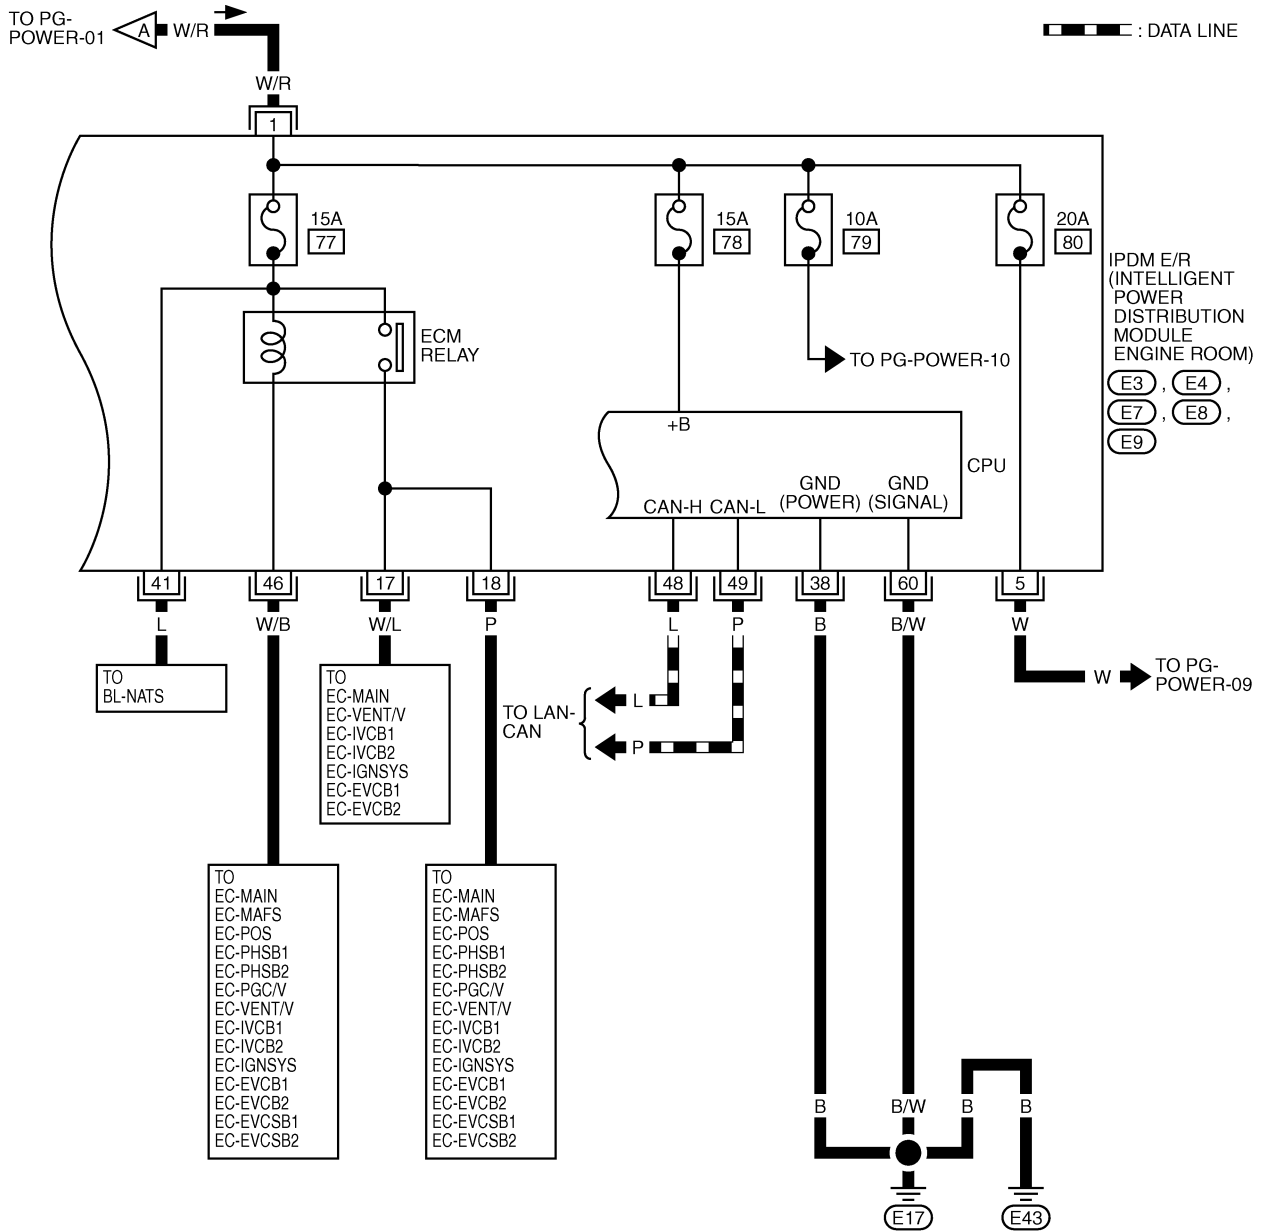 TO PG-
POWER-01
A
W/R
: DATA LINE
W/R
1
15A
77
15A
78
10A
79
20A
80
IPDM E/R
(INTELLIGENT
POWER
DISTRIBUTION
MODULE
ENGINE ROOM)
E3 , E4 ,
E7 , E8 ,
E9
ECM
RELAY
TO PG-POWER-10
+B
CPU
CAN-H
CAN-L
GND
(POWER)
GND
(SIGNAL)
41
46
17
18
48
49
38
60
5
L
W/B
W/L
P
L
P
B
B/W
W
TO
BL-NATS
TO
EC-MAIN
EC-VENT/V
EC-IVCB1
EC-IVCB2
EC-IGNSYS
EC-EVCB1
EC-EVCB2
TO LAN-
CAN
L
P
W
TO PG-
POWER-09
TO
EC-MAIN
EC-MAFS
EC-POS
EC-PHSB1
EC-PHSB2
EC-PGC/V
EC-VENT/V
EC-IVCB1
EC-IVCB2
EC-IGNSYS
EC-EVCB1
EC-EVCB2
EC-EVCSB1
EC-EVCSB2
TO
EC-MAIN
EC-MAFS
EC-POS
EC-PHSB1
EC-PHSB2
EC-PGC/V
EC-VENT/V
EC-IVCB1
EC-IVCB2
EC-IGNSYS
EC-EVCB1
EC-EVCB2
EC-EVCSB1
EC-EVCSB2
B
B/W
B
B
E17
E43